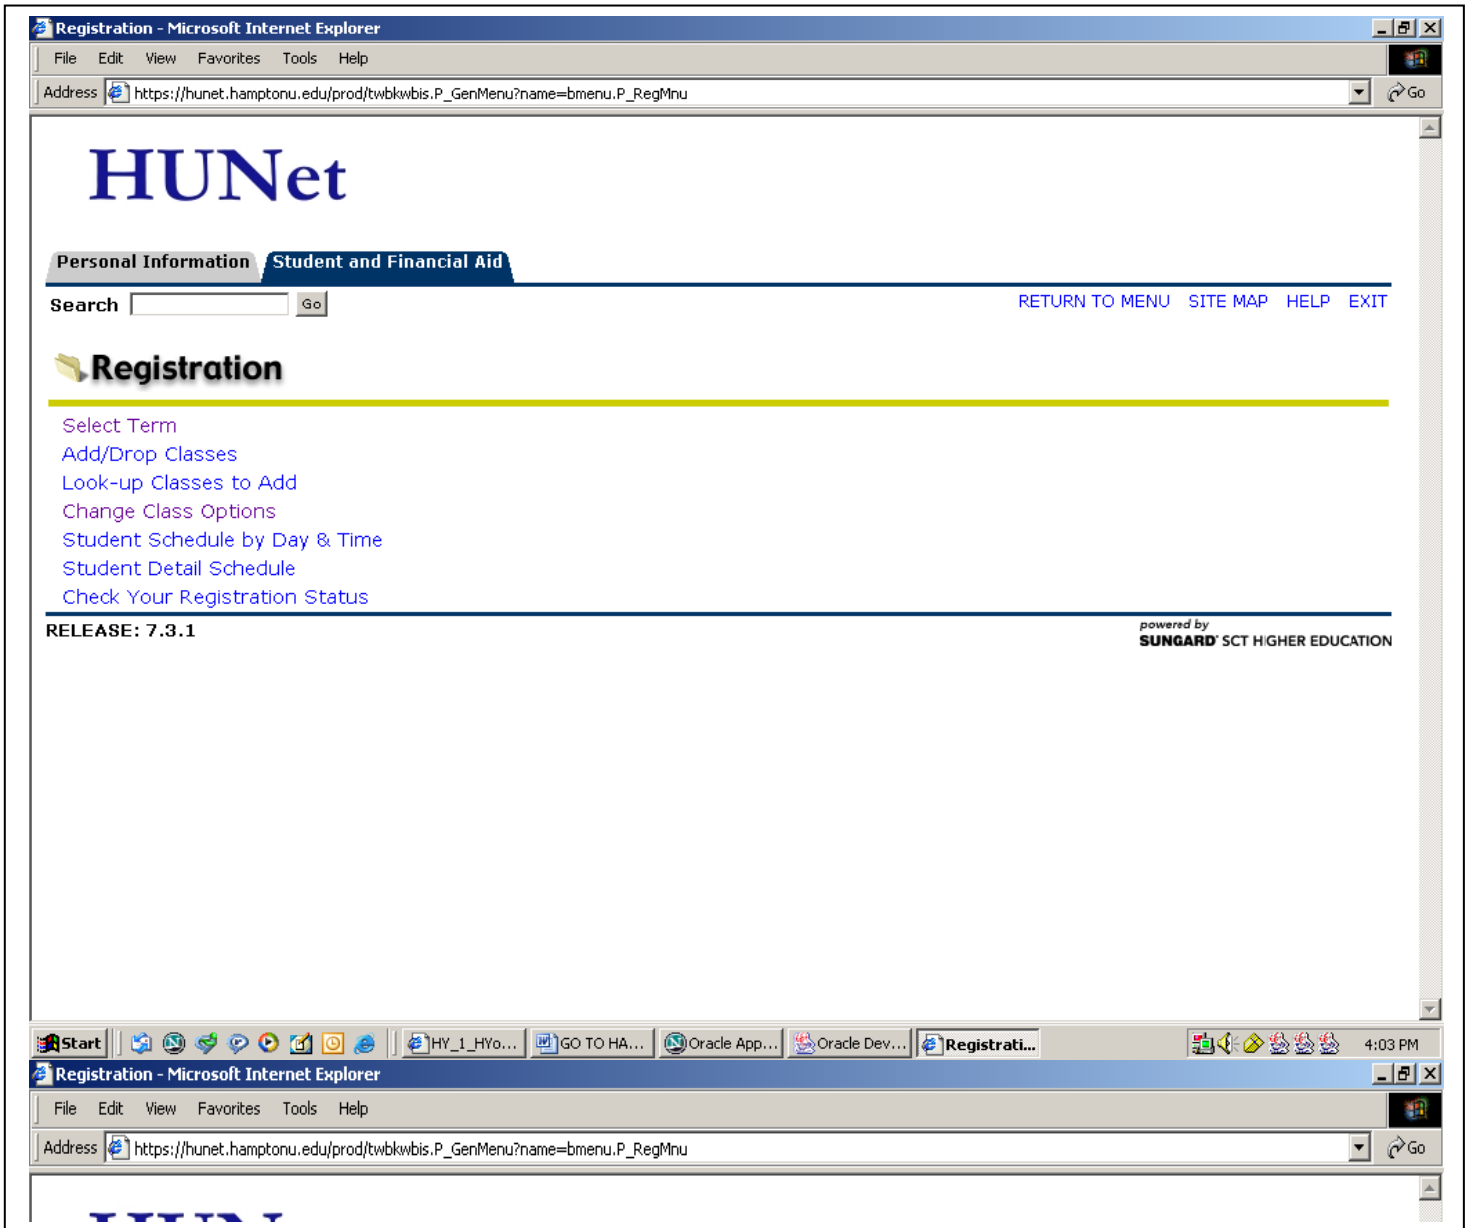 Registration - Microsoft Internet Explorer
File Edit View Favorites Tools Help
Address https://hunet.hamptonu.edu/prod/twbkwbis.P_GenMenu?name=bmenu.P_RegMnu Go
HUNet
Personal Information Student and Financial Aid
Search Go RETURN TO MENU SITE MAP HELP EXIT
Registration
Select Term
Add/Drop Classes
Look-up Classes to Add
Change Class Options
Student Schedule by Day & Time
Student Detail Schedule
Check Your Registration Status
RELEASE: 7.3.1 powered by
SUNGARD' SCT HIGHER EDUCATION
Start HY_1_HYo... GO TO HA... Oracle App... Oracle Dev... Registrati... 4:03 PM
Registration - Microsoft Internet Explorer
File Edit View Favorites Tools Help
Address https://hunet.hamptonu.edu/prod/twbkwbis.P_GenMenu?name=bmenu.P_RegMnu Go